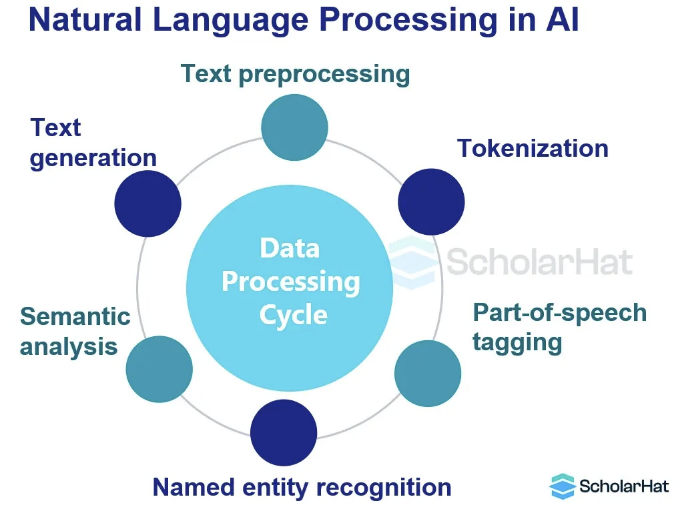 Natural Language Processing in AI
Text preprocessing
Text
generation
Tokenization
Data
Processing
Cycle
ScholarHat
Semantic
analysis
Part-of-speech
tagging
Named entity recognition
ScholarHat